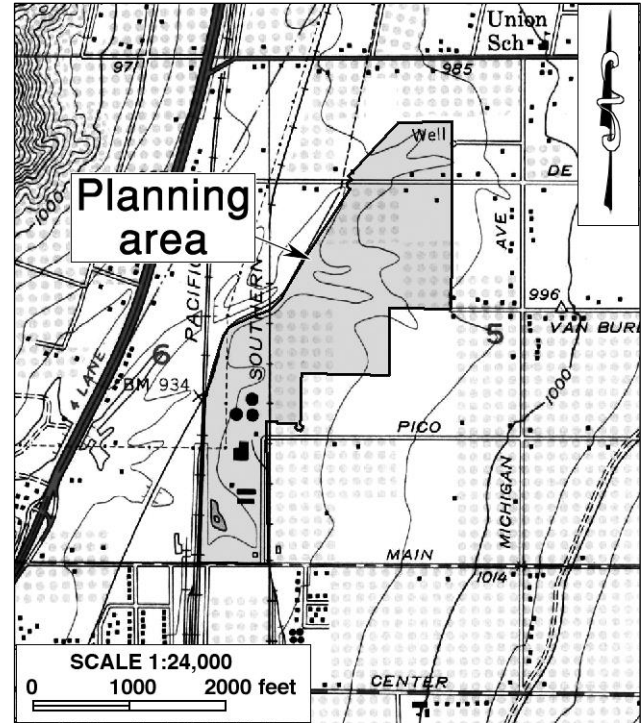 Union
Sch
971
985
Well
Planning
area
DE
1000
AVE
PACIFIC
SOUTHERN
996
VAN BURE
5
6
4 LANE
BM 934
1000
PICO
MICHIGAN
MAIN
1014
SCALE 1:24,000
0 1000 2000 feet
CENTER